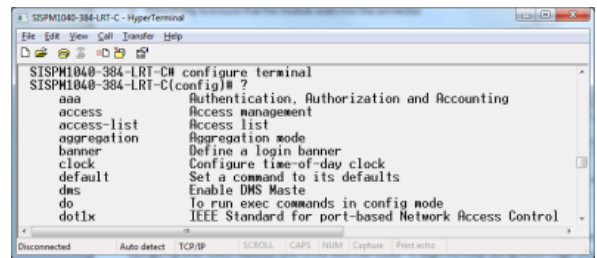 SISPM1040-384-LRT-C - HyperTerminal
File Edit View Call Transfer Help
SISPM1040-384-LRT-C# configure terminal
SISPM1040-384-LRT-C(config)# ?
aaa Authentication, Authorization and Accounting
access Access management
access-list Access list
aggregation Aggregation mode
banner Define a login banner
clock Configure time-of-day clock
default Set a command to its defaults
dms Enable DMS Maste
do To run exec commands in config mode
dot1x IEEE Standard for port-based Network Access Control
Disconnected Auto detect TCP/IP SCROLL CAPS NUM Capture Print echo